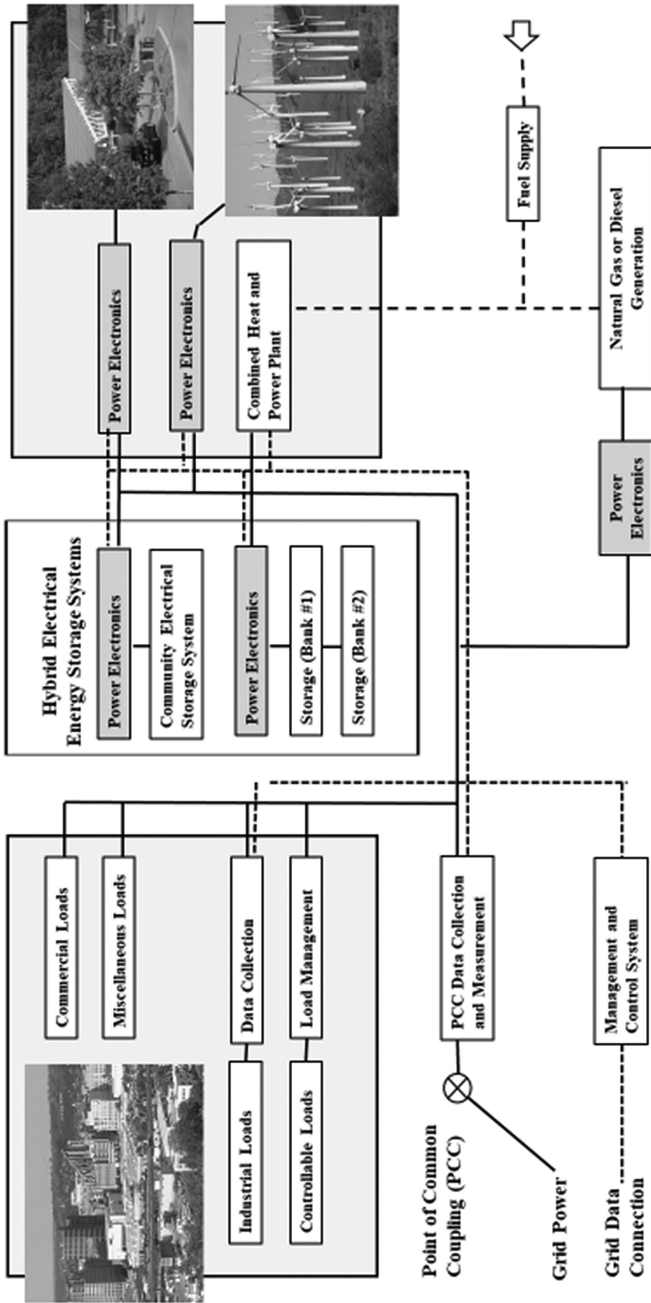 Commercial Loads
Miscellaneous Loads
Industrial Loads
Data Collection
Controllable Loads
Load Management
Hybrid Electrical
Energy Storage Systems
Power Electronics
Community Electrical
Storage System
Power Electronics
Storage (Bank #1)
Storage (Bank #2)
Power Electronics
Power Electronics
Combined Heat and
Power Plant
Point of Common
Coupling (PCC)
PCC Data Collection
and Measurement
Grid Power
Fuel Supply
Grid Data
Connection
Management and
Control System
Power
Electronics
Natural Gas or Diesel
Generation